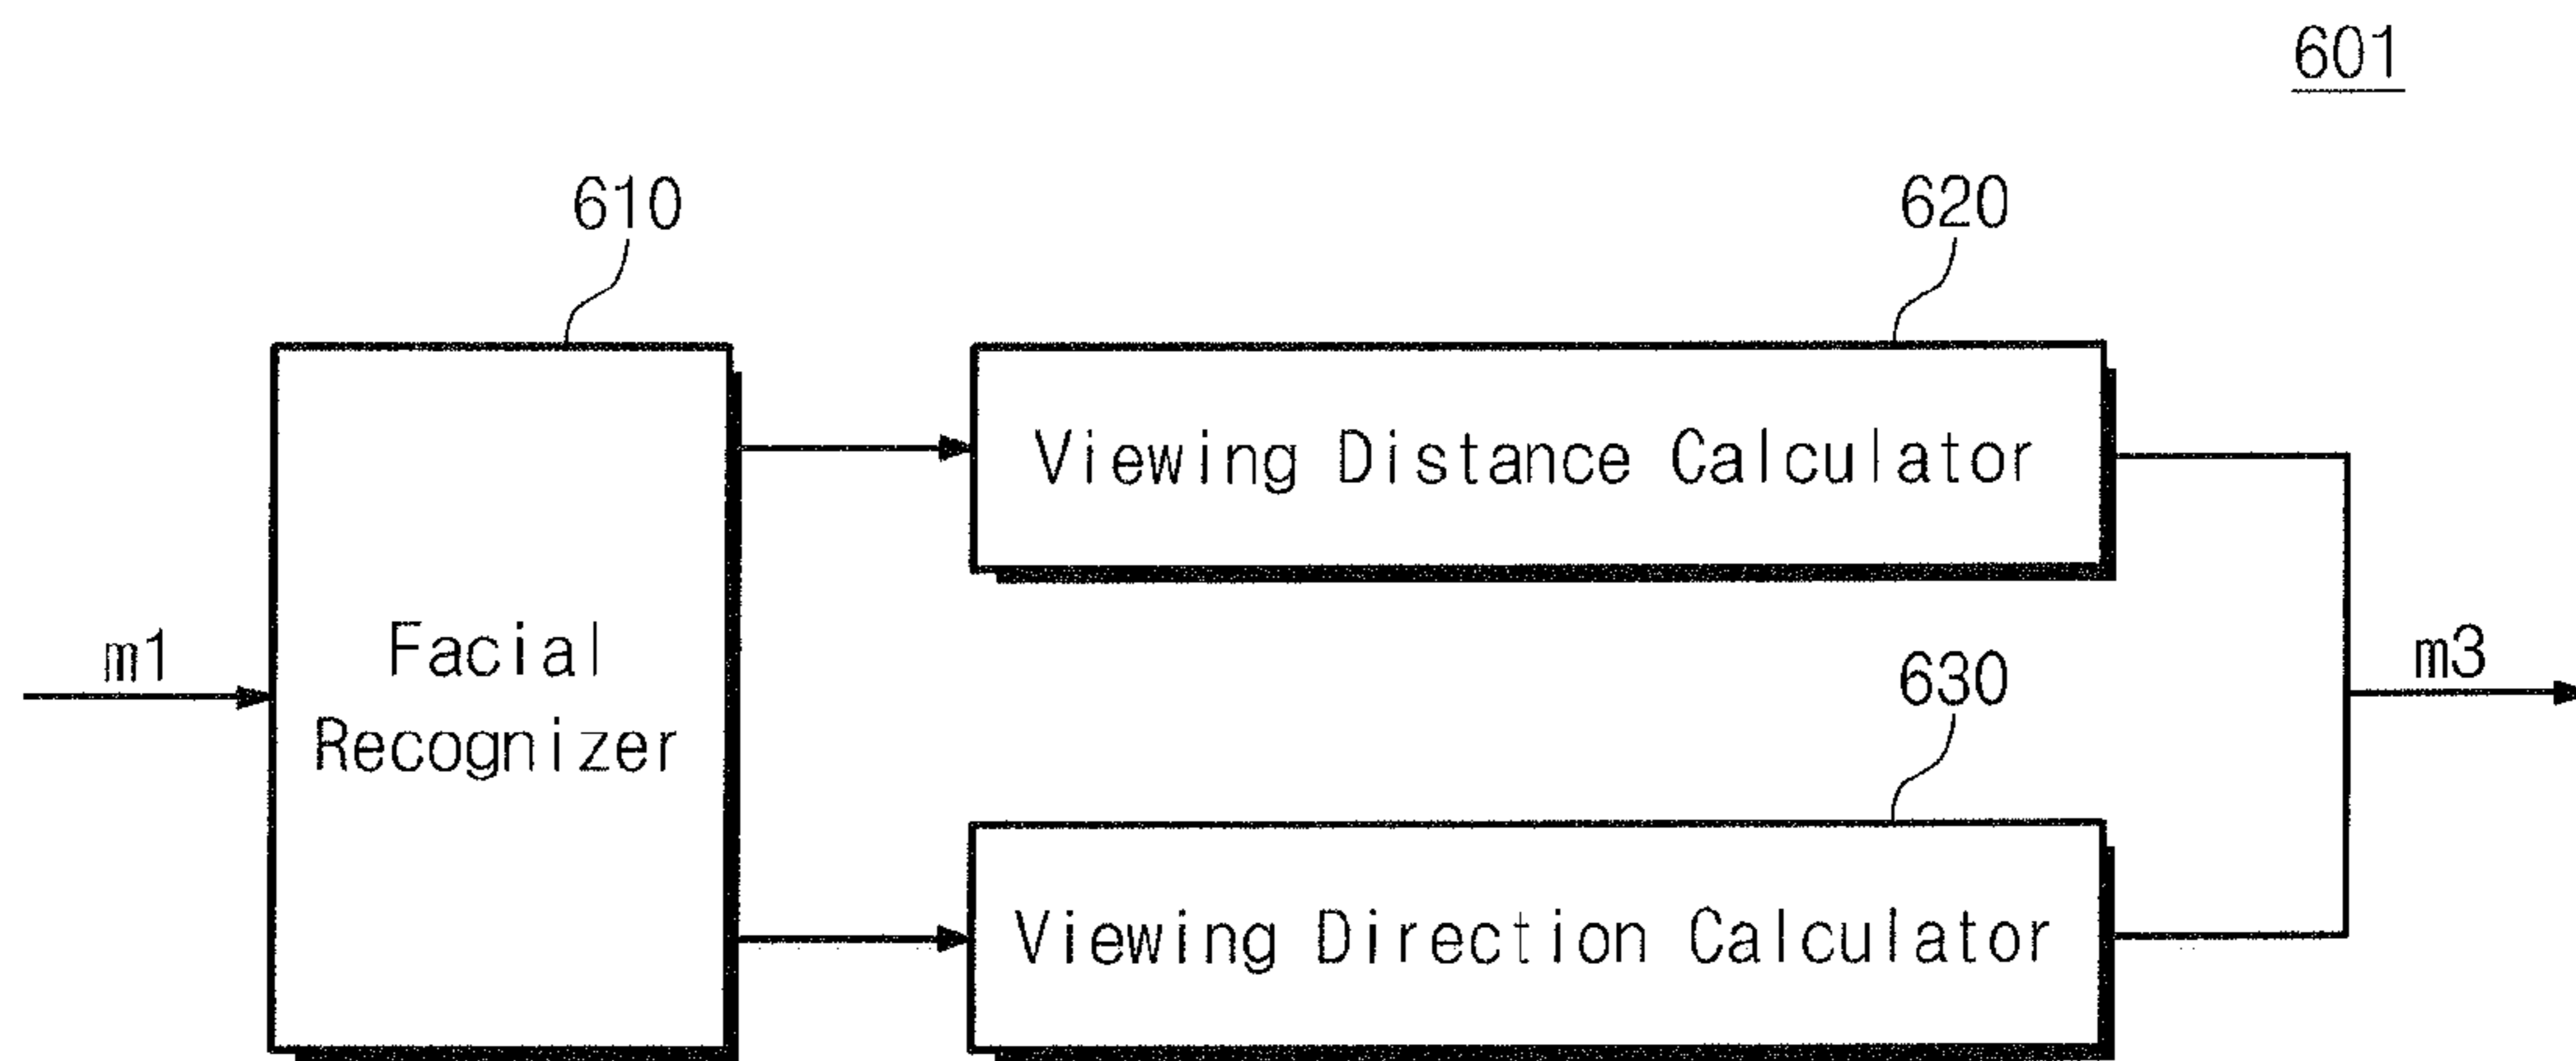 601
610
620
Viewing Distance Calculator
m1
Facial
Recognizer
m3
630
Viewing Direction Calculator